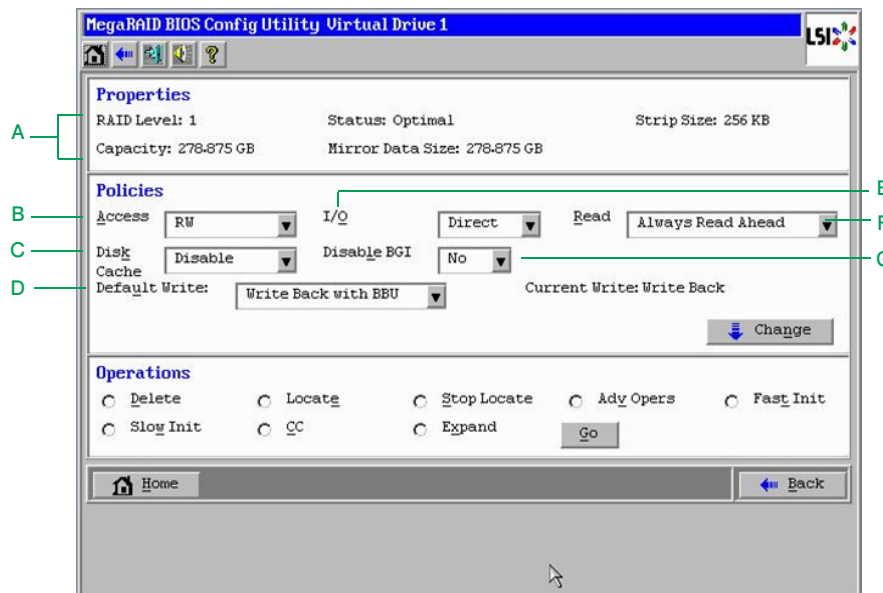 MegaRAID BIOS Config Utility Virtual Drive 1
LSI
Properties
A
RAID Level: 1 Status: Optimal Strip Size: 256 KB
Capacity: 278.875 GB Mirror Data Size: 278.875 GB
Policies
E
B Access RW I/O Direct Read Always Read Ahead F
C Disk Cache Disable Disable BGI No
D Default Write: Write Back with BBU Current Write: Write Back
Change
Operations
Delete Locate Stop Locate Adv Opers Fast Init
Slow Init CC Expand Go
Home Back